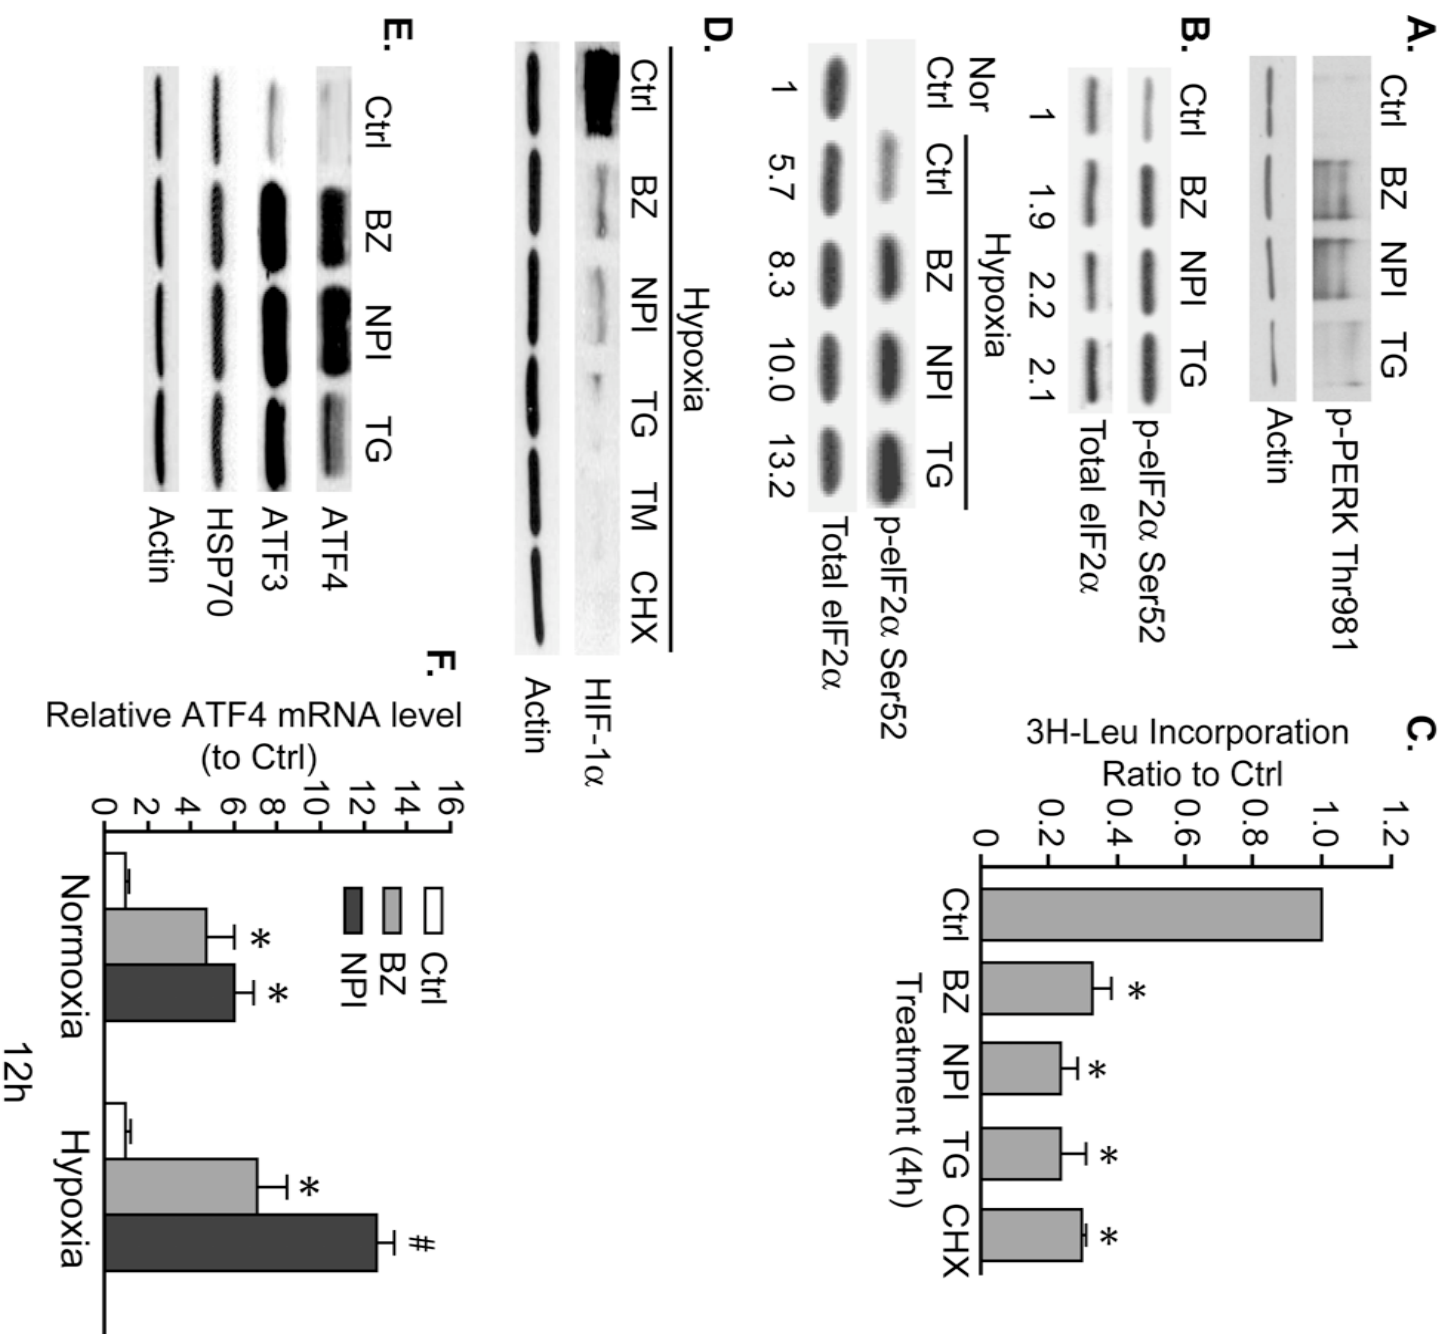 A.
Ctrl BZ NPI TG
p-PERK Thr981
Actin
B.
Ctrl BZ NPI TG
p-eIF2α Ser52
Total eIF2α
1 1.9 2.2 2.1
Nor Hypoxia
Ctrl Ctrl BZ NPI TG
p-eIF2α Ser52
Total eIF2α
1 5.7 8.3 10.0 13.2
C.
3H-Leu Incorporation
Ratio to Ctrl
1.2
1.0
0.8
0.6
0.4
0.2
0
* * * *
Ctrl BZ NPI TG CHX
Treatment (4h)
D.
Hypoxia
Ctrl BZ NPI TG TM CHX
HIF-1α
Actin
E.
Ctrl BZ NPI TG
ATF4
ATF3
HSP70
Actin
F.
Relative ATF4 mRNA level
(to Ctrl)
16
14
12
10
8
6
4
2
0
Ctrl
BZ
NPI
* * * #
Normoxia Hypoxia
12h